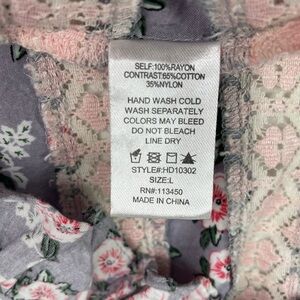 SELF:100%RAYON
CONTRAST:65%COTTON
35%NYLON
HAND WASH COLD
WASH SEPARATELY
COLORS MAY BLEED
DO NOT BLEACH
LINE DRY
STYLE#:HD10302
SIZE:L
RN#:113450
MADE IN CHINA